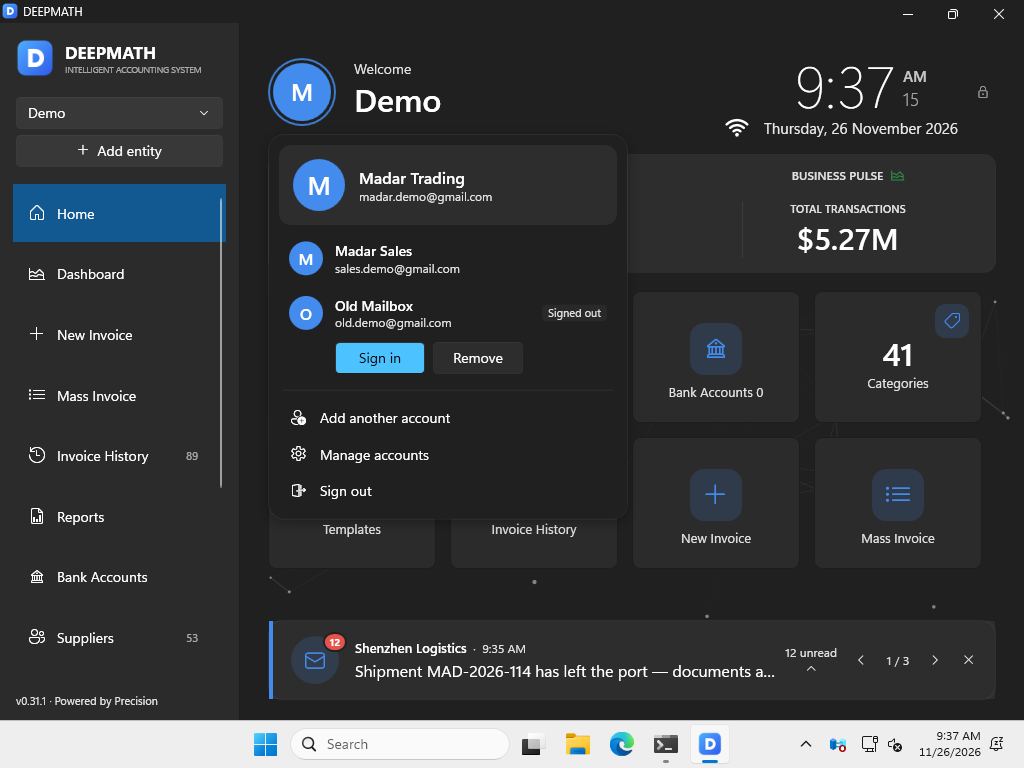 DEEPMATH
D DEEPMATH
INTELLIGENT ACCOUNTING SYSTEM
Demo
Add entity
Home
Dashboard
New Invoice
Mass Invoice
Invoice History 89
Reports
Bank Accounts
Suppliers 53
v0.31.1 · Powered by Precision
M
Welcome
Demo
9:37 AM
15
Thursday, 26 November 2026
M
Madar Trading
madar.demo@gmail.com
M
Madar Sales
sales.demo@gmail.com
O
Old Mailbox
old.demo@gmail.com
Signed out
Sign in
Remove
Add another account
Manage accounts
Sign out
BUSINESS PULSE
TOTAL TRANSACTIONS
$5.27M
Bank Accounts 0
41
Categories
Templates
Invoice History
New Invoice
Mass Invoice
12
Shenzhen Logistics · 9:35 AM
Shipment MAD-2026-114 has left the port — documents a...
12 unread
1 / 3
Search
D
9:37 AM
11/26/2026